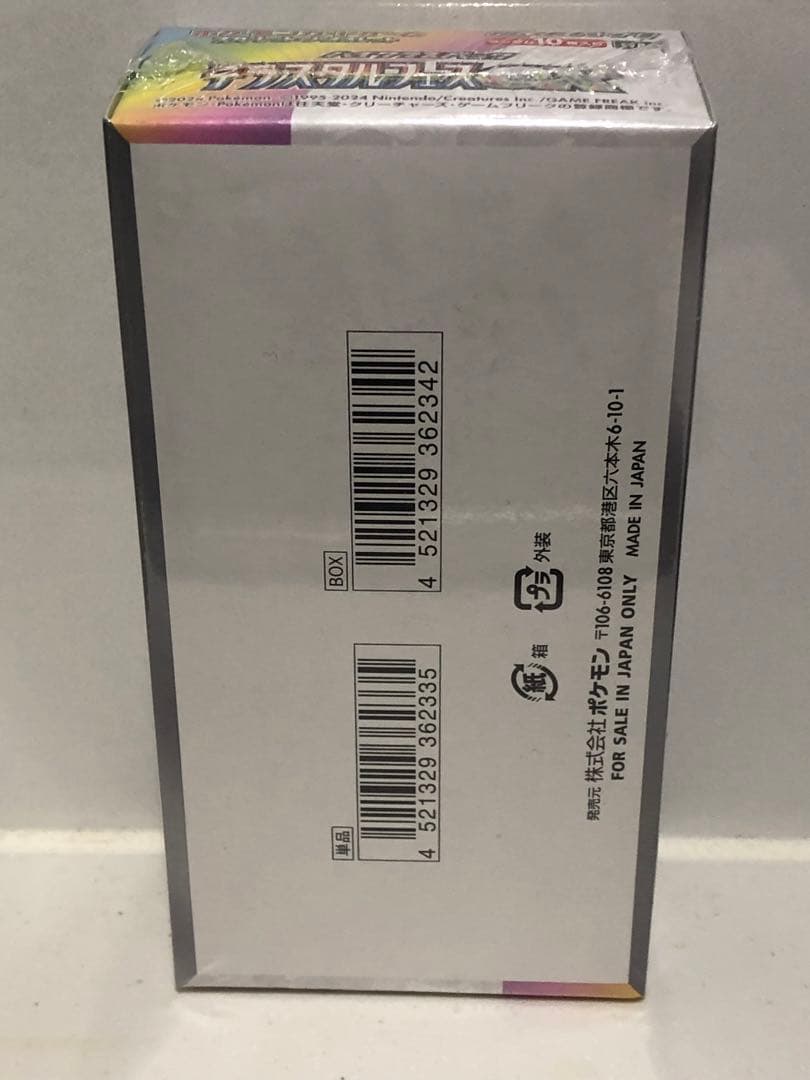 テラスタルフェス
©2024 Pokémon. ©1995-2024 Nintendo/Creatures Inc./GAME FREAK inc.
ポケモン・Pokémonは任天堂・クリーチャーズ・ゲームフリークの登録商標です。
BOX
4 521329 362342
単品
4 521329 362335
プラ 外装
紙 箱
発売元 株式会社 ポケモン 〒106-6108 東京都港区六本木6-10-1
FOR SALE IN JAPAN ONLY MADE IN JAPAN